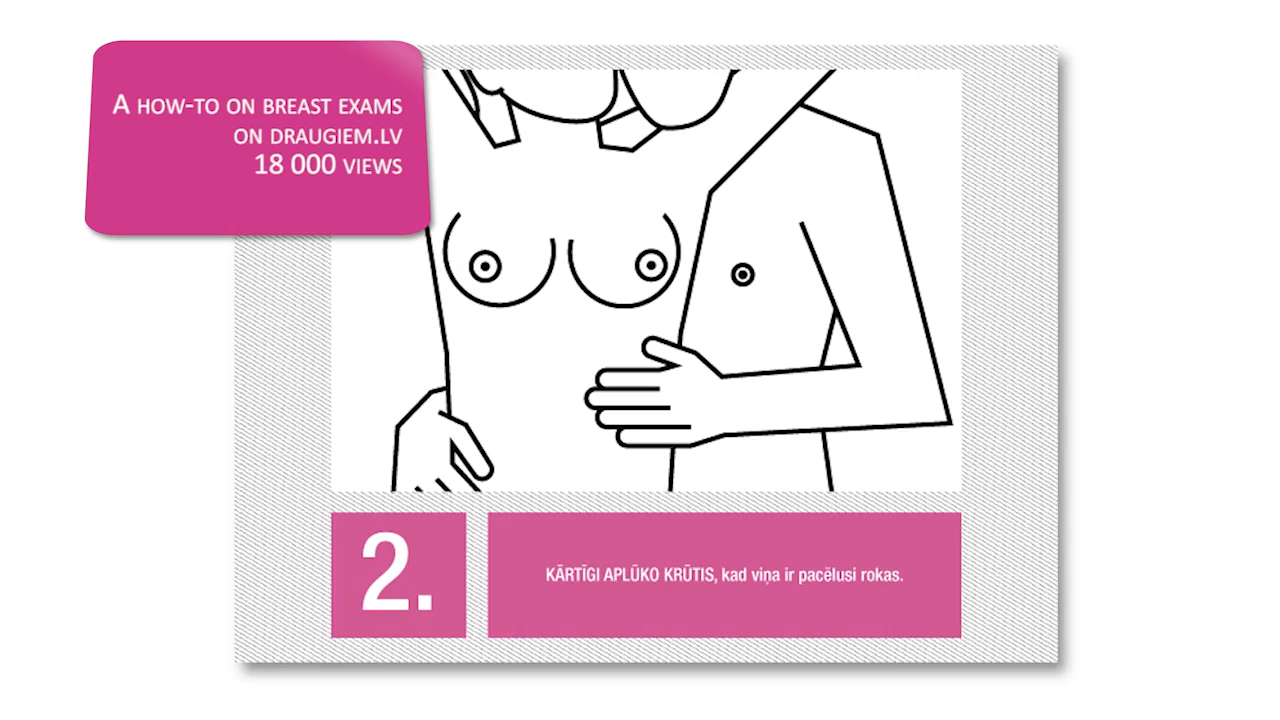 A HOW-TO ON BREAST EXAMS
ON DRAUGIEM.LV
18 000 VIEWS
2.
KĀRTĪGI APLŪKO KRŪTIS, kad viņa ir pacēlusi rokas.